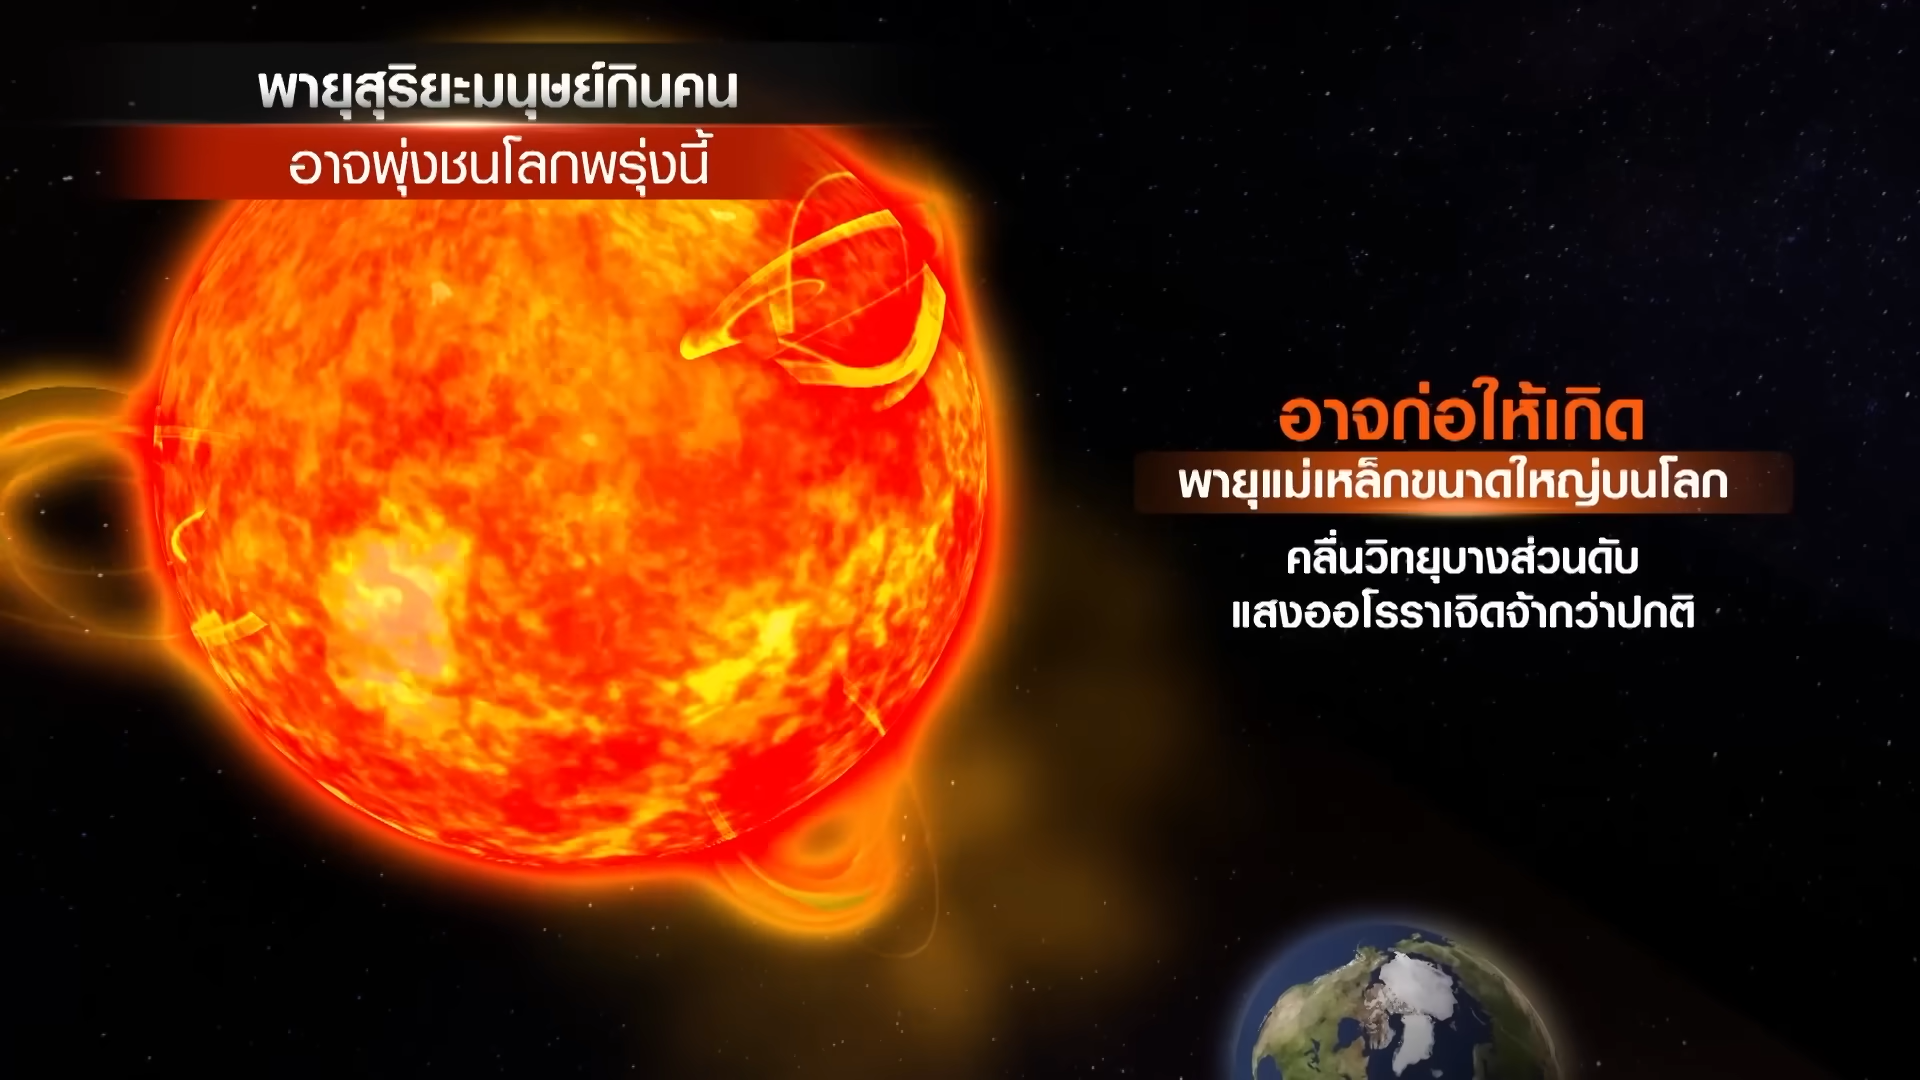 พายุสุริยะมนุษย์กินคน
อาจพุ่งชนโลกพรุ่งนี้
อาจก่อให้เกิด
พายุแม่เหล็กขนาดใหญ่บนโลก
คลื่นวิทยุบางส่วนดับ
แสงออโรราเจิดจ้ากว่าปกติ